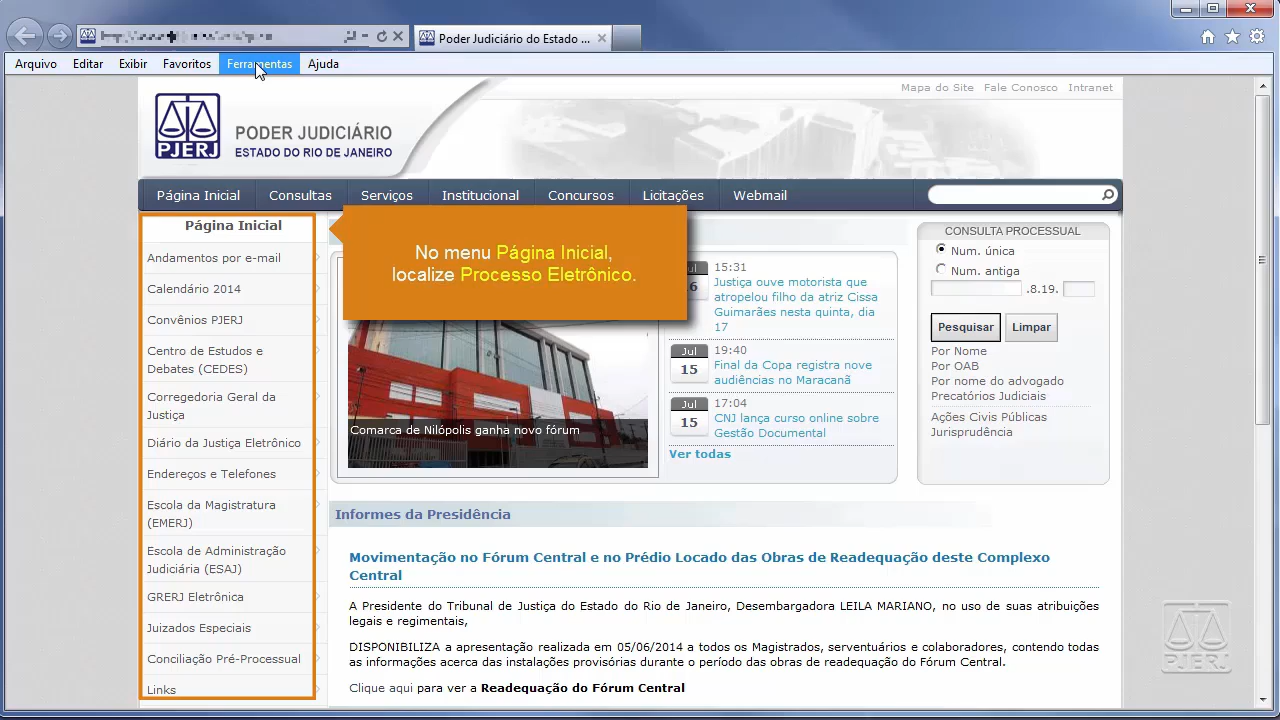 Poder Judiciário do Estado ...
Arquivo Editar Exibir Favoritos Ferramentas Ajuda
Mapa do Site Fale Conosco Intranet
PJERJ
PODER JUDICIÁRIO
ESTADO DO RIO DE JANEIRO
Página Inicial Consultas Serviços Institucional Concursos Licitações Webmail
Página Inicial
Andamentos por e-mail
Calendário 2014
Convênios PJERJ
Centro de Estudos e
Debates (CEDES)
Corregedoria Geral da
Justiça
Diário da Justiça Eletrônico
Endereços e Telefones
Escola da Magistratura
(EMERJ)
Escola de Administração
Judiciária (ESAJ)
GRERJ Eletrônica
Juizados Especiais
Conciliação Pré-Processual
Links
No menu Página Inicial,
localize Processo Eletrônico.
Comarca de Nilópolis ganha novo fórum
15:31
Justiça ouve motorista que
atropelou filho da atriz Cissa
Guimarães nesta quinta, dia
17
Jul
15
19:40
Final da Copa registra nove
audiências no Maracanã
Jul
15
17:04
CNJ lança curso online sobre
Gestão Documental
Ver todas
CONSULTA PROCESSUAL
Num. única
Num. antiga
.8.19.
Pesquisar Limpar
Por Nome
Por OAB
Por nome do advogado
Precatórios Judiciais
Ações Civis Públicas
Jurisprudência
Informes da Presidência
Movimentação no Fórum Central e no Prédio Locado das Obras de Readequação deste Complexo
Central
A Presidente do Tribunal de Justiça do Estado do Rio de Janeiro, Desembargadora LEILA MARIANO, no uso de suas atribuições
legais e regimentais,
DISPONIBILIZA a apresentação realizada em 05/06/2014 a todos os Magistrados, serventuários e colaboradores, contendo todas
as informações acerca das instalações provisórias durante o período das obras de readequação do Fórum Central.
Clique aqui para ver a Readequação do Fórum Central
PJERJ